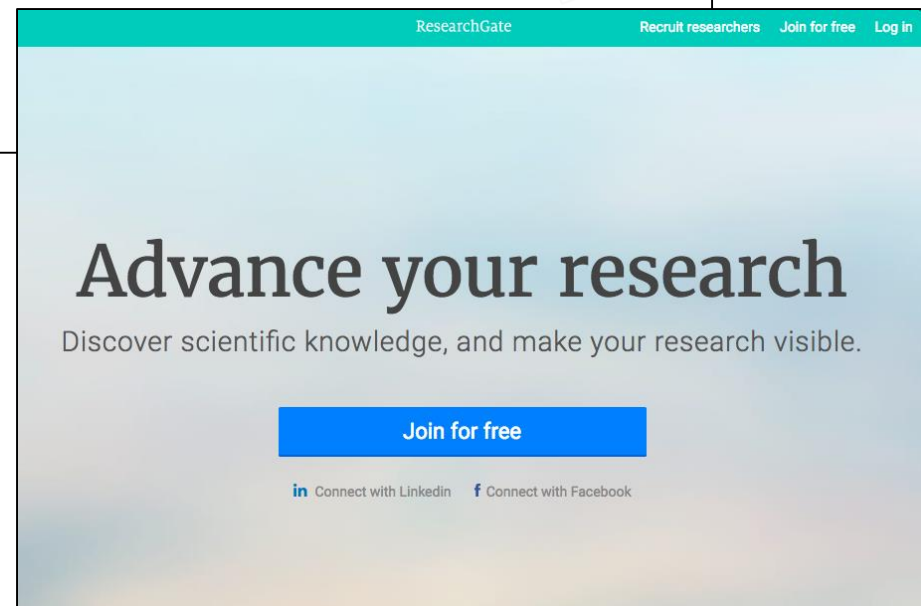 ResearchGate Recruit researchers Join for free Log in
Advance your research
Discover scientific knowledge, and make your research visible.
Join for free
in Connect with Linkedin f Connect with Facebook